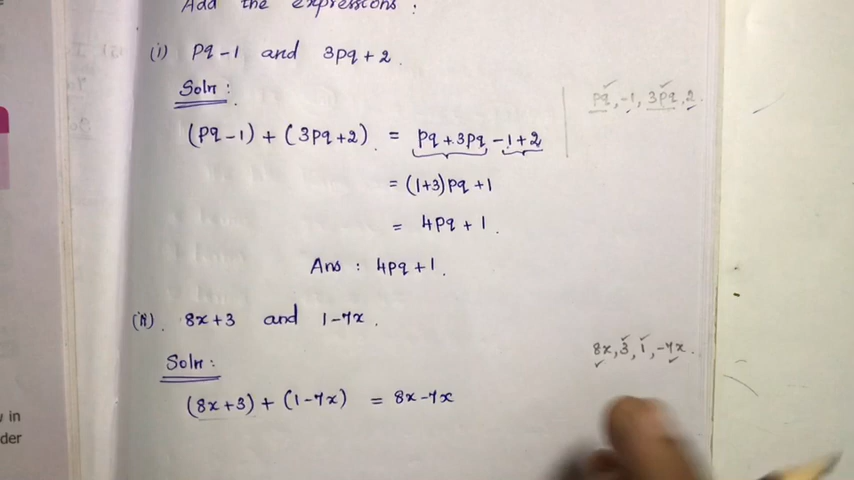 Add the expressions :
(i) pq - 1 and 3pq + 2.
Soln :
pq, -1, 3pq, 2.
(pq - 1) + (3pq + 2) = pq + 3pq - 1 + 2
= (1+3)pq + 1
= 4pq + 1.
Ans : 4pq + 1.
(ii). 8x + 3 and 1 - 7x.
8x, 3, 1, -7x.
Soln :
(8x + 3) + (1 - 7x) = 8x - 7x
in
der